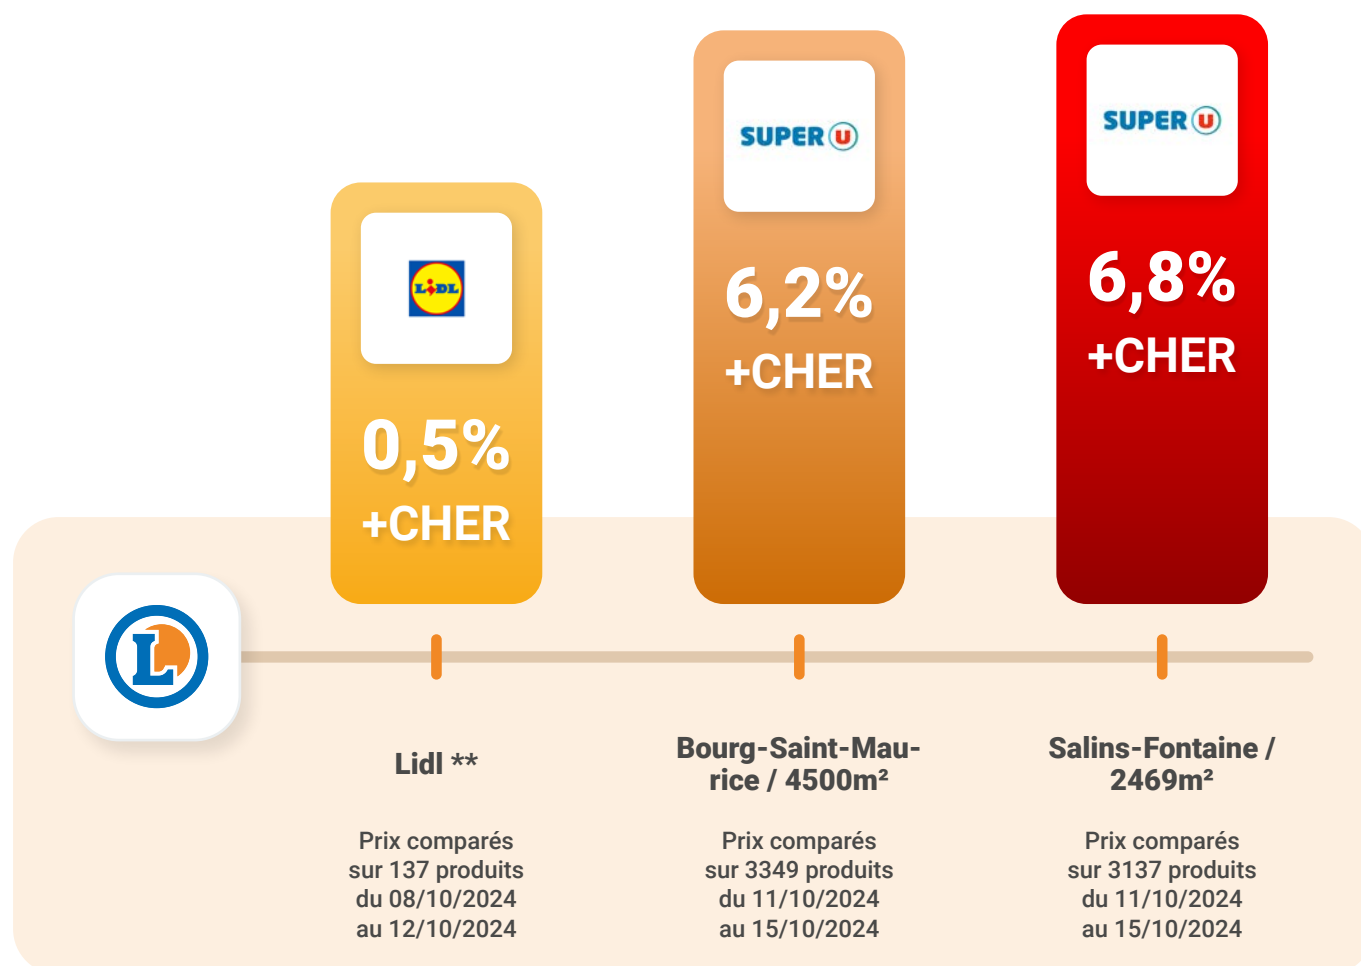 LIDL
0,5%
+CHER
SUPER U
6,2%
+CHER
SUPER U
6,8%
+CHER
L
Lidl **
Prix comparés
sur 137 produits
du 08/10/2024
au 12/10/2024
Bourg-Saint-Mau-
rice / 4500m²
Prix comparés
sur 3349 produits
du 11/10/2024
au 15/10/2024
Salins-Fontaine /
2469m²
Prix comparés
sur 3137 produits
du 11/10/2024
au 15/10/2024